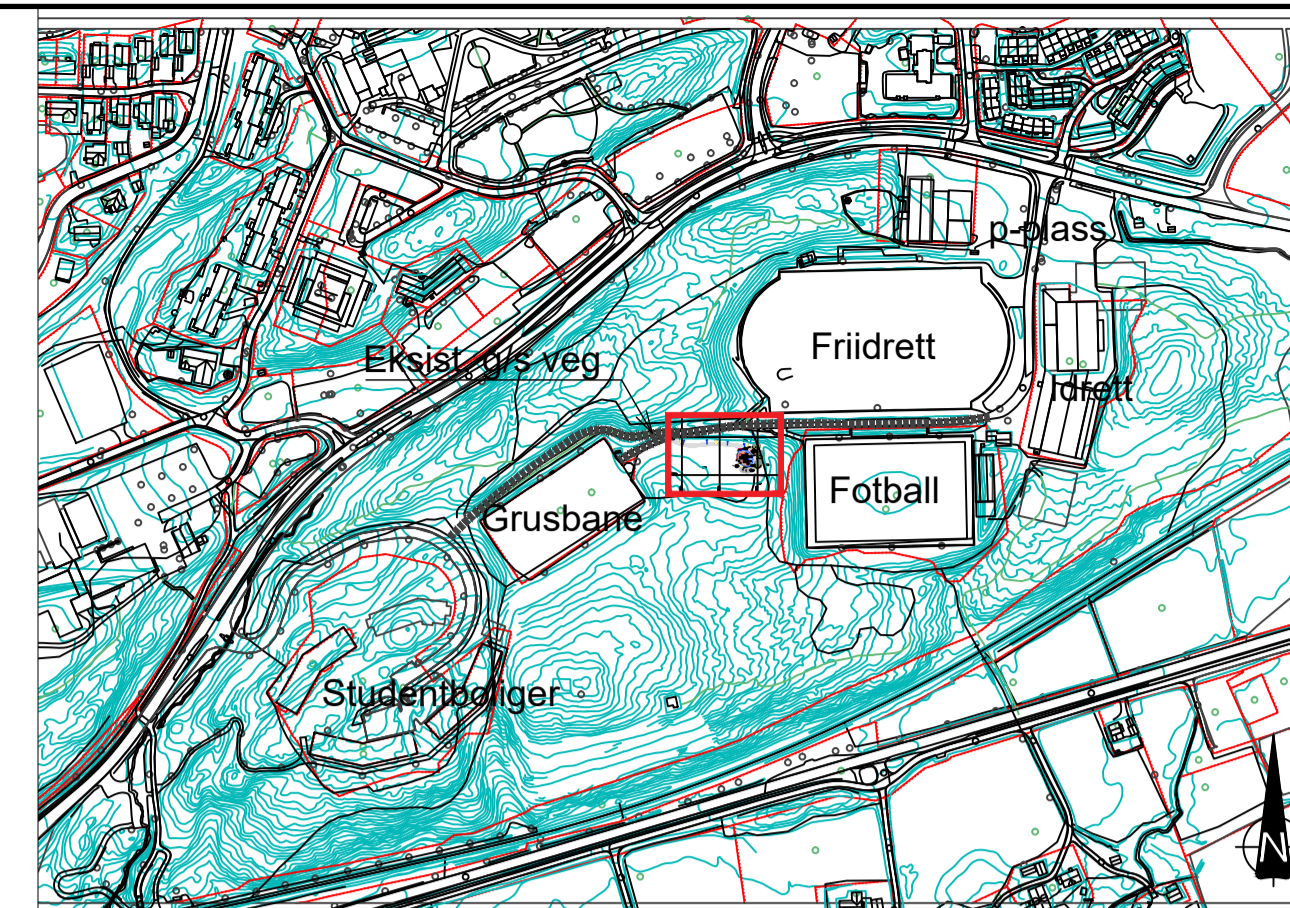 p-plass
Friidrett
Eksist. g/s veg
Idrett
Fotball
Grusbane
Studentboliger
N